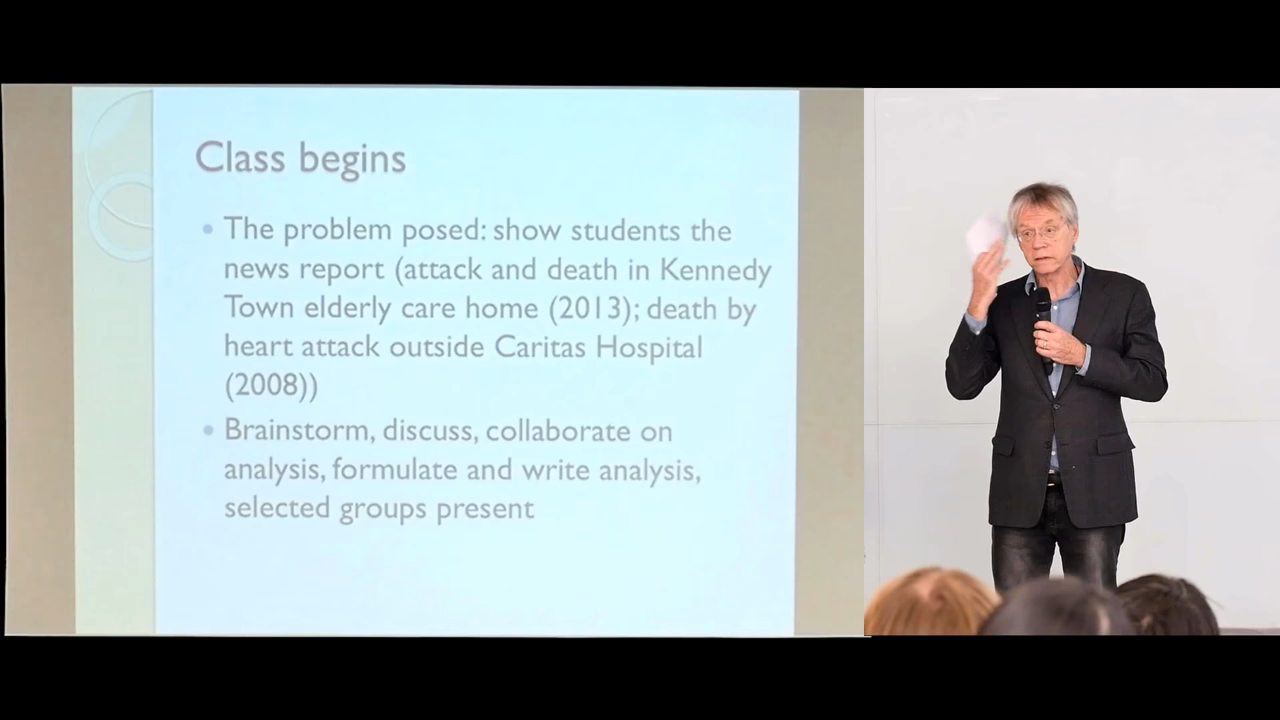 Class begins
• The problem posed: show students the
news report (attack and death in Kennedy
Town elderly care home (2013); death by
heart attack outside Caritas Hospital
(2008))
• Brainstorm, discuss, collaborate on
analysis, formulate and write analysis,
selected groups present